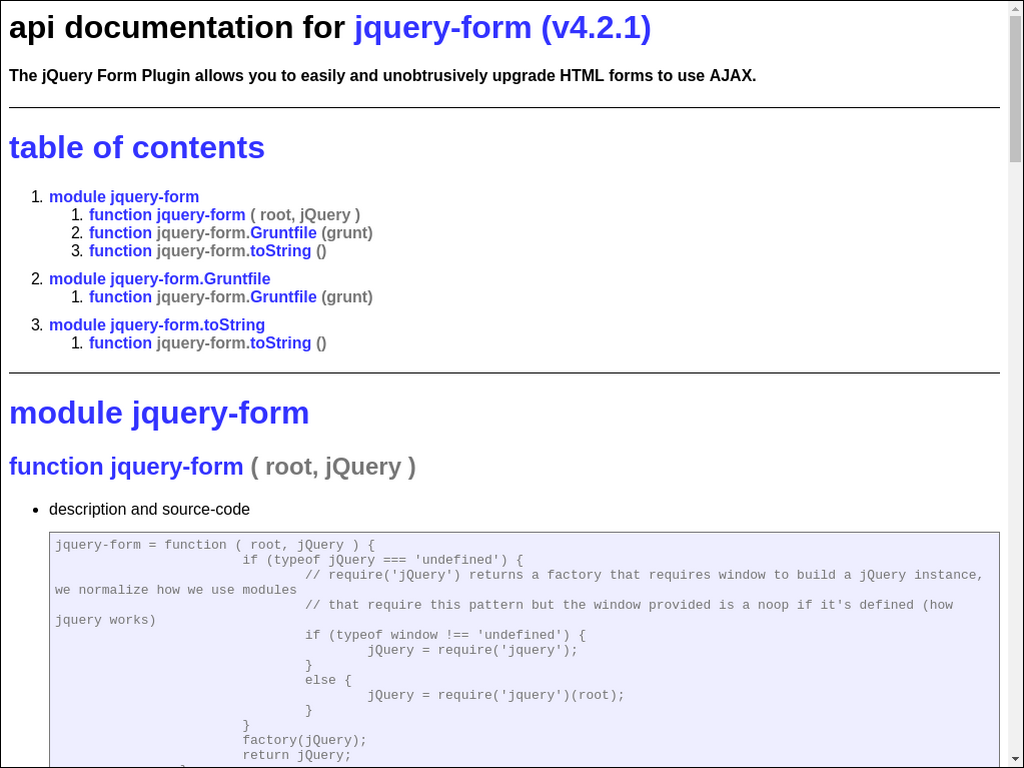 api documentation for jquery-form (v4.2.1)
The jQuery Form Plugin allows you to easily and unobtrusively upgrade HTML forms to use AJAX.
table of contents
1. module jquery-form
1. function jquery-form ( root, jQuery )
2. function jquery-form.Gruntfile (grunt)
3. function jquery-form.toString ()
2. module jquery-form.Gruntfile
1. function jquery-form.Gruntfile (grunt)
3. module jquery-form.toString
1. function jquery-form.toString ()
module jquery-form
function jquery-form ( root, jQuery )
• description and source-code
jquery-form = function ( root, jQuery ) {
if (typeof jQuery === 'undefined') {
// require('jQuery') returns a factory that requires window to build a jQuery instance,
we normalize how we use modules
// that require this pattern but the window provided is a noop if it's defined (how
jquery works)
if (typeof window !== 'undefined') {
jQuery = require('jquery');
}
else {
jQuery = require('jquery')(root);
}
}
factory(jQuery);
return jQuery;